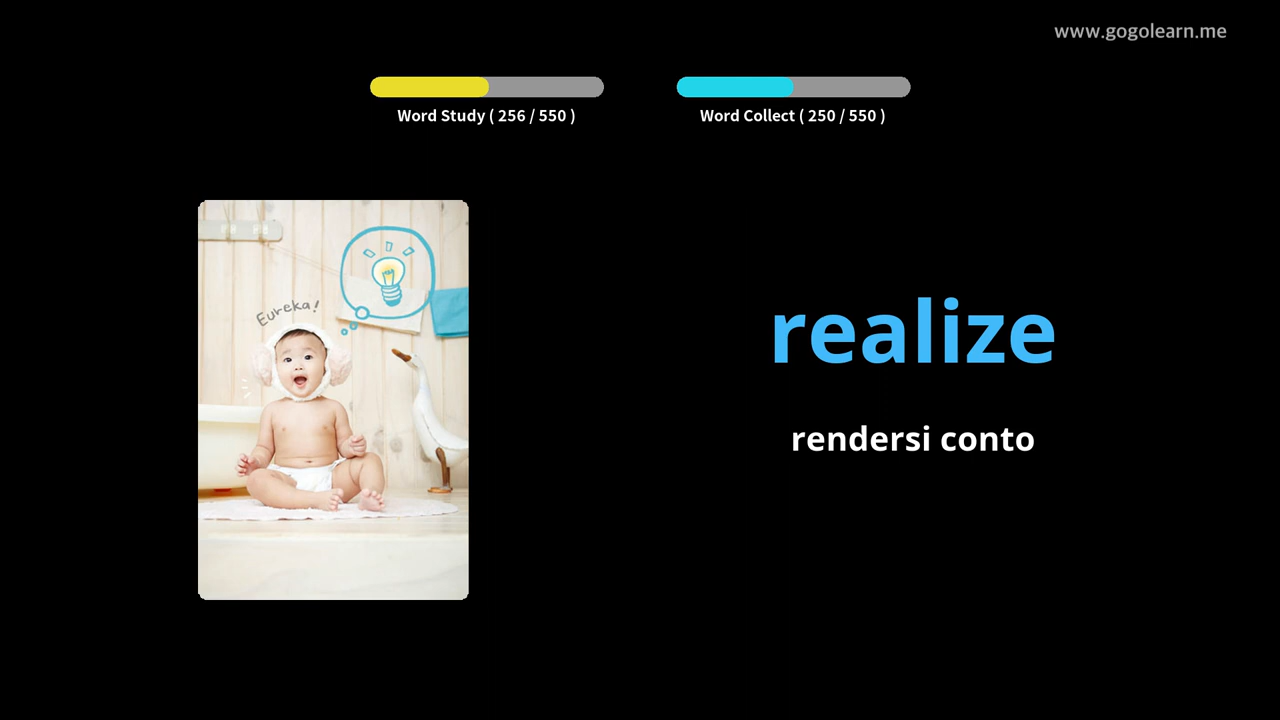 www.gogolearn.me
Word Study ( 256 / 550 )
Word Collect ( 250 / 550 )
Eureka!
realize
rendersi conto